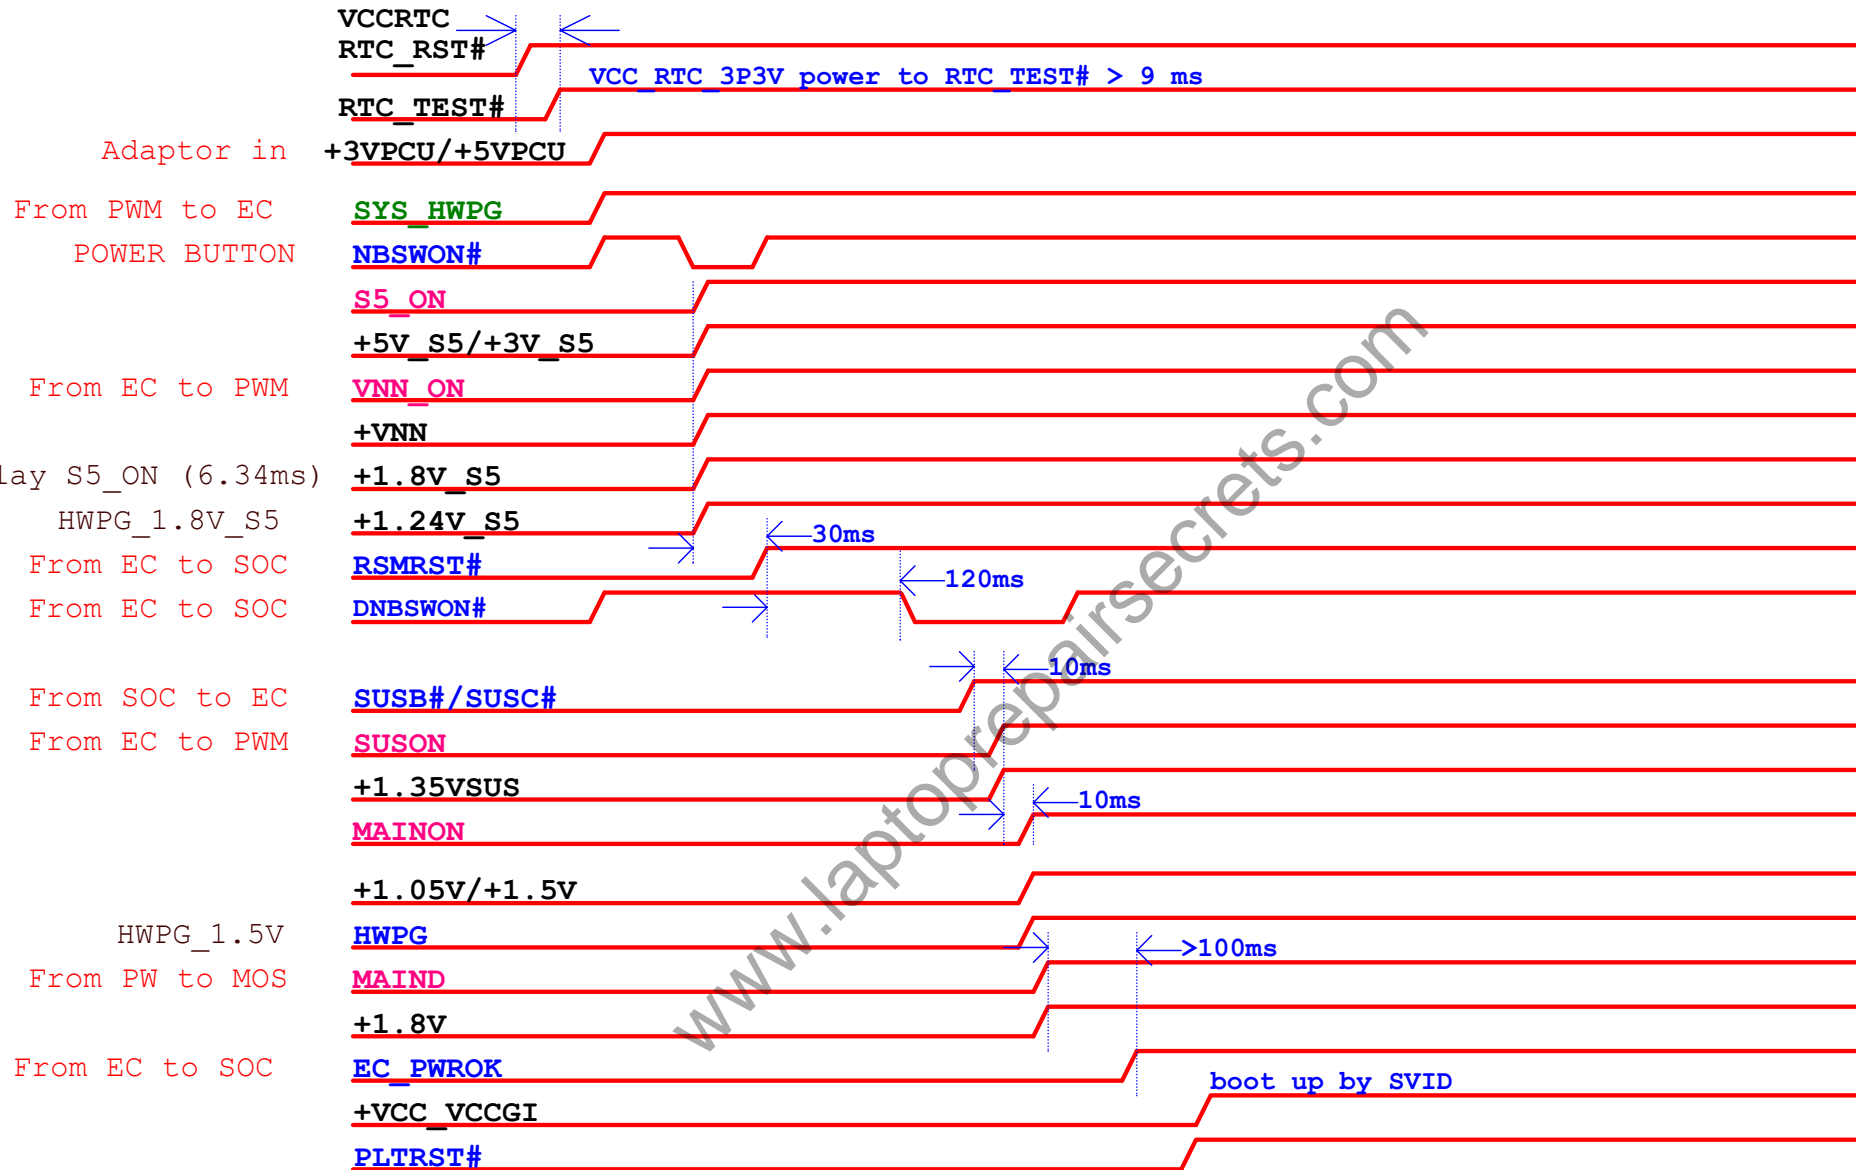 VCCRTC
RTC_RST#
VCC_RTC_3P3V power to RTC_TEST# > 9 ms
RTC_TEST#
Adaptor in +3VPCU/+5VPCU
From PWM to EC SYS_HWPG
POWER BUTTON NBSWON#
S5_ON
+5V_S5/+3V_S5
From EC to PWM VNN_ON
+VNN
lay S5_ON (6.34ms) +1.8V_S5
HWPG_1.8V_S5 +1.24V_S5
30ms
From EC to SOC RSMRST#
120ms
From EC to SOC DNBSWON#
10ms
From SOC to EC SUSB#/SUSC#
From EC to PWM SUSON
+1.35VSUS
10ms
MAINON
+1.05V/+1.5V
HWPG_1.5V HWPG
>100ms
From PW to MOS MAIND
+1.8V
From EC to SOC EC_PWROK
boot up by SVID
+VCC_VCCGI
PLTRST#
www.laptoprepairsecrets.com